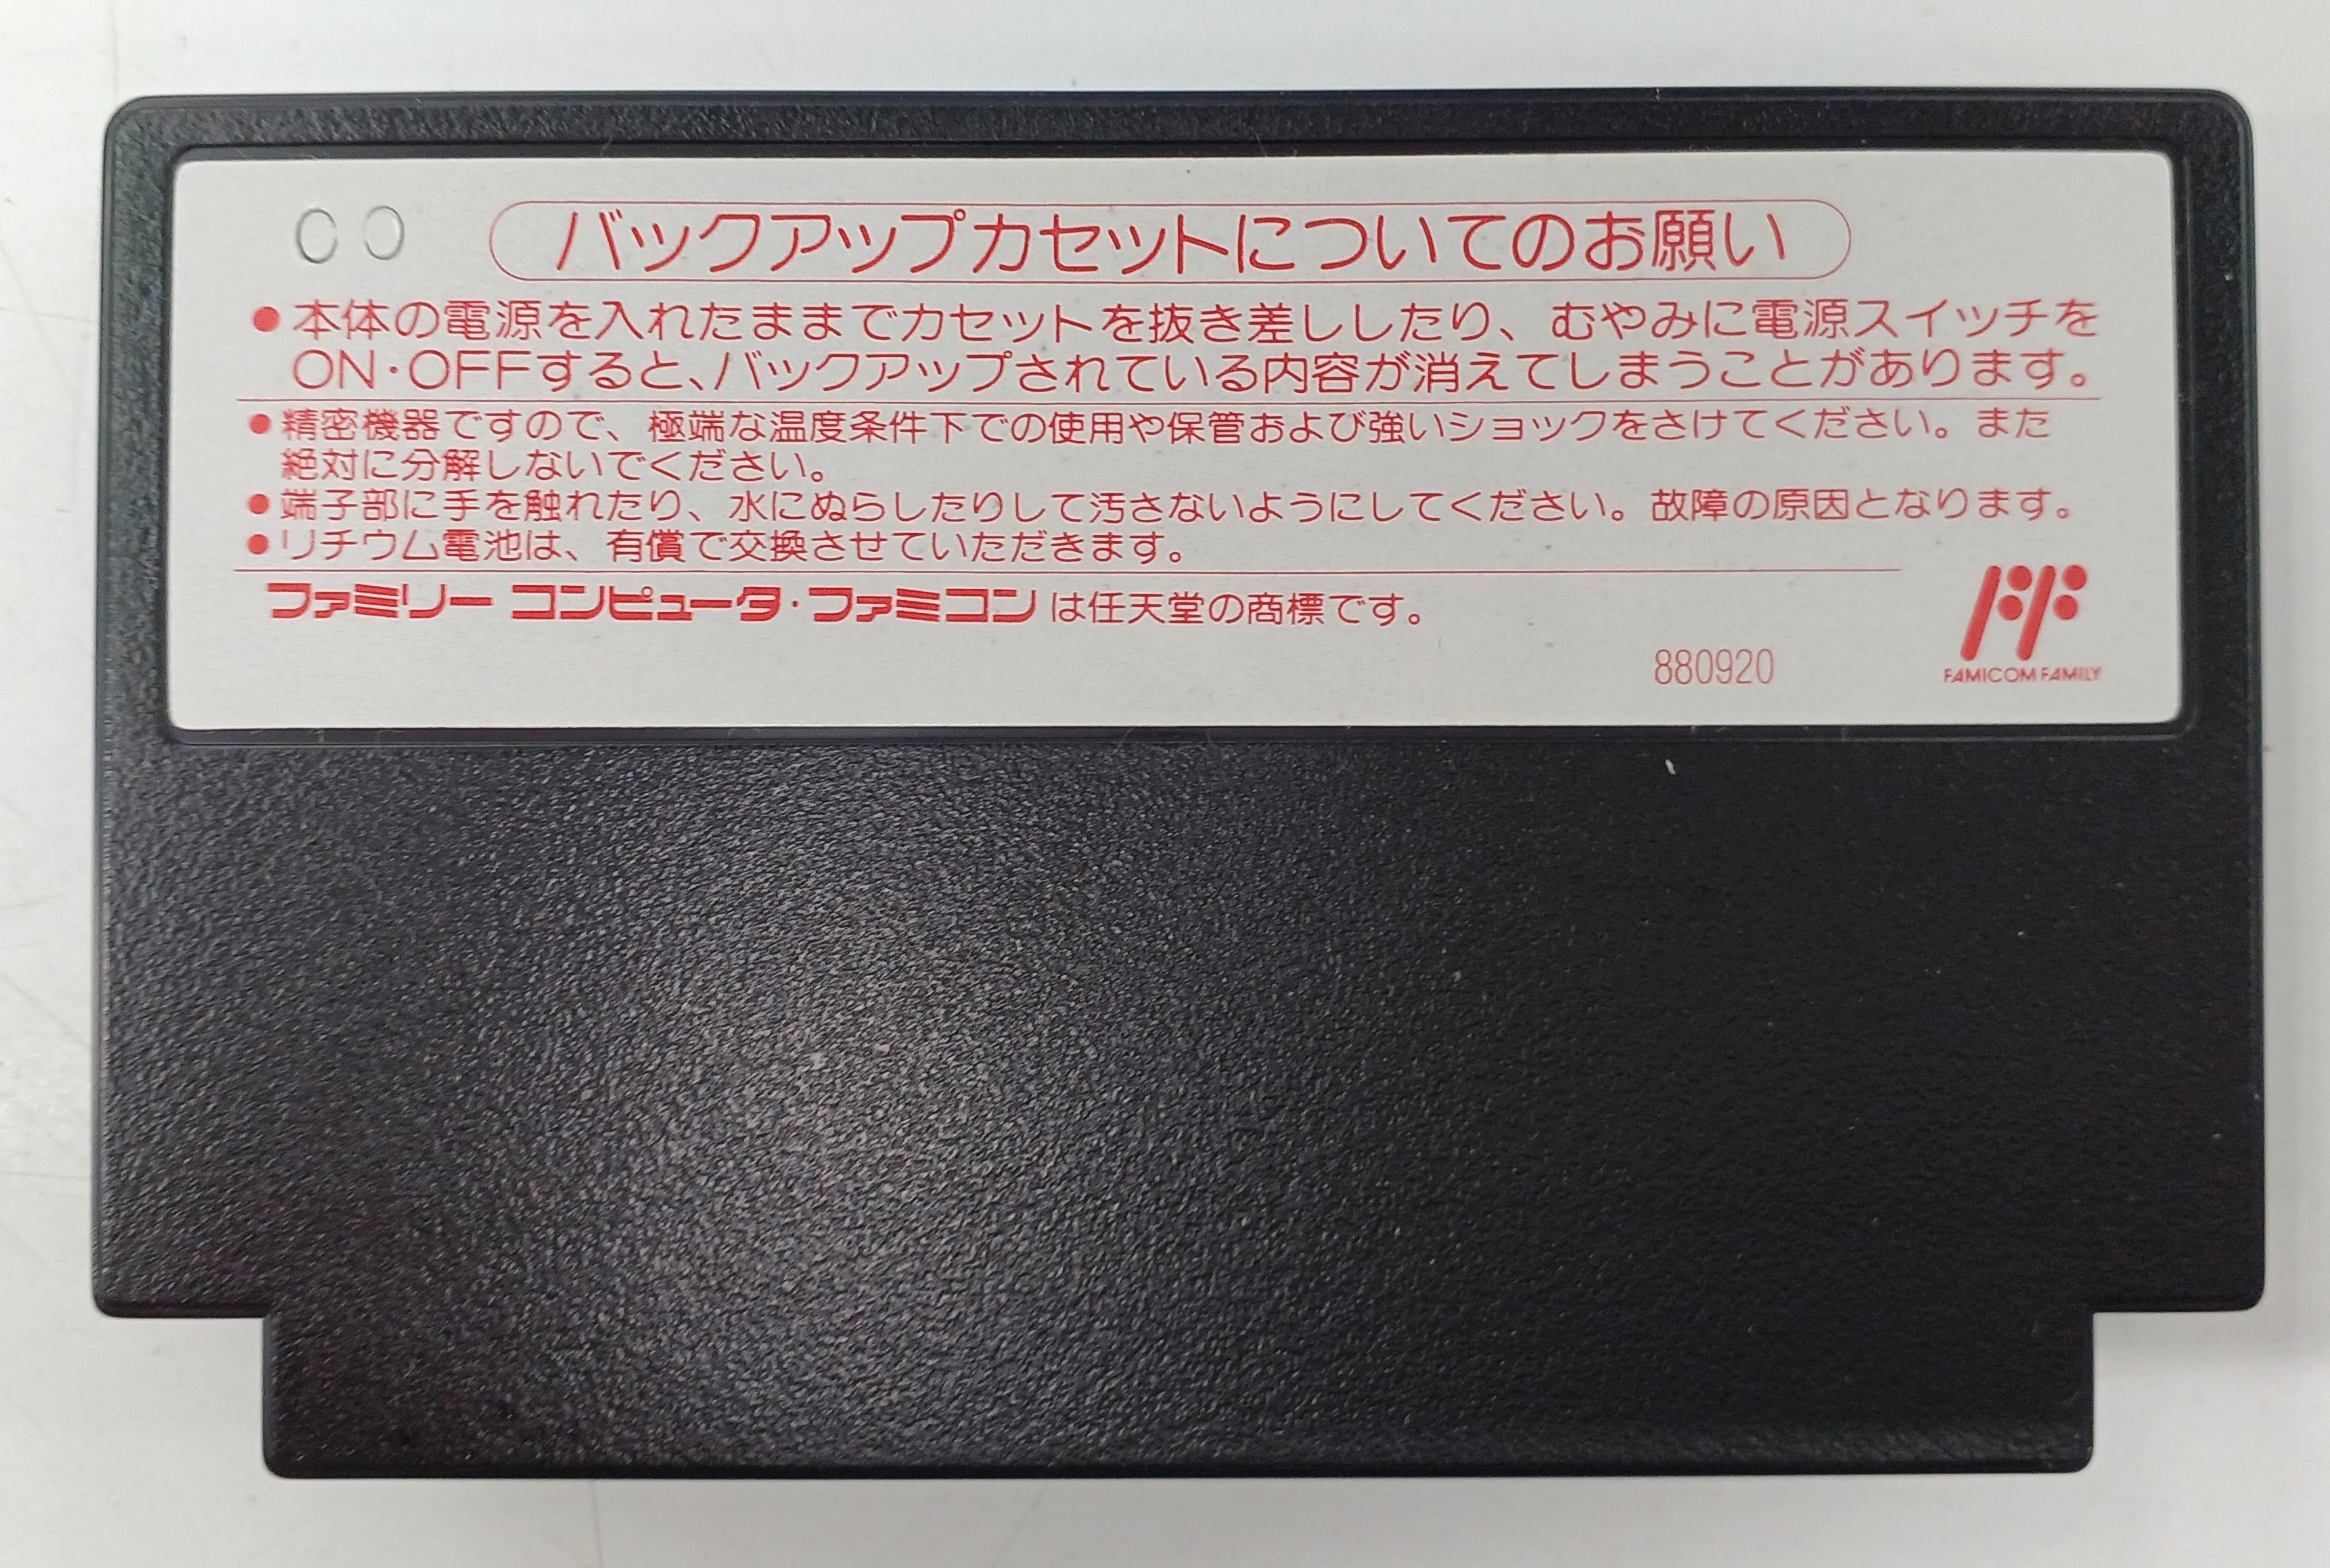 00
バックアップカセットについてのお願い
●本体の電源を入れたままでカセットを抜き差ししたり、むやみに電源スイッチを
ON・OFFすると、バックアップされている内容が消えてしまうことがあります。
●精密機器ですので、極端な温度条件下での使用や保管および強いショックをさけてください。また
絶対に分解しないでください。
●端子部に手を触れたり、水にぬらしたりして汚さないようにしてください。故障の原因となります。
●リチウム電池は、有償で交換させていただきます。
ファミリー コンピュータ・ファミコンは任天堂の商標です。
880920
FAMICOM FAMILY